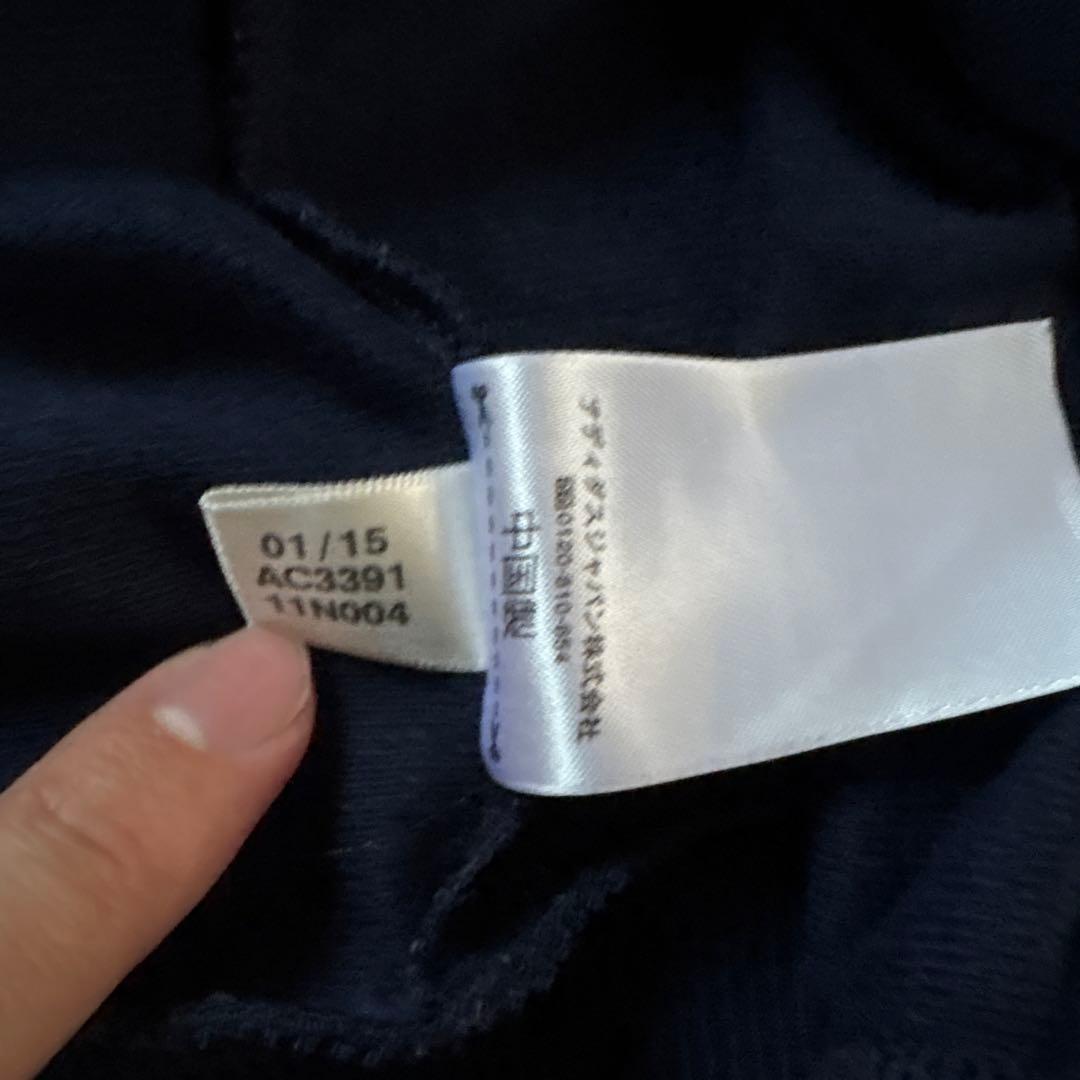 01/15
AC3391
11N004
アディダスジャパン株式会社
0120-810-654
中国製